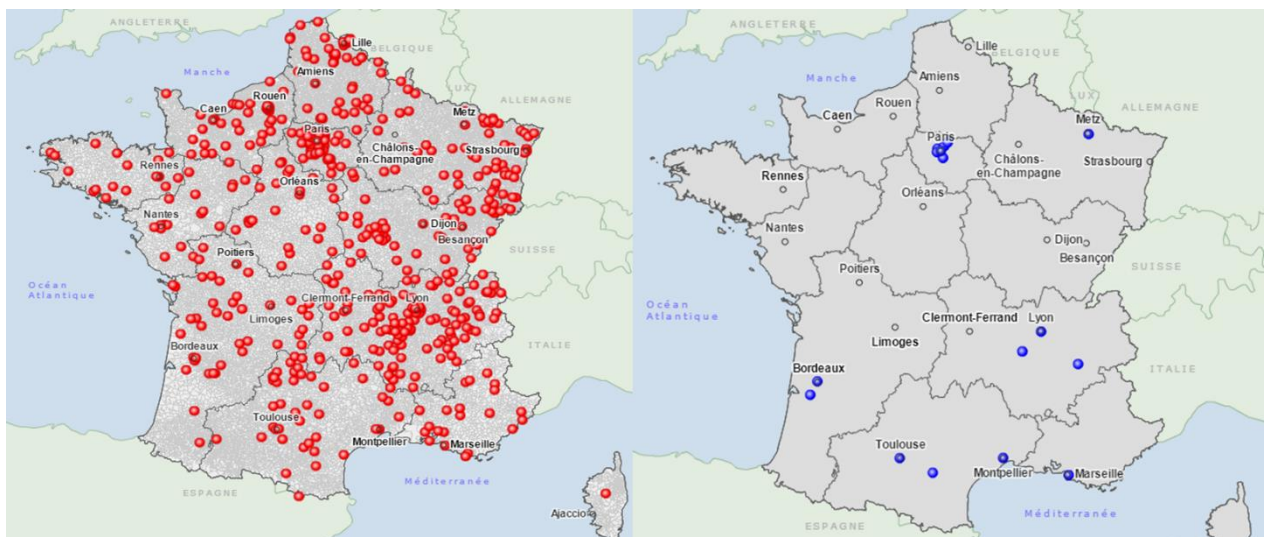 ANGLETERRE
BELGIQUE
Lille
Manche
Amiens
LUX
ALLEMAGNE
Rouen
Caen
Metz
Paris
Châlons-
en-Champagne
Strasbourg
Rennes
Orléans
Nantes
Dijon
Besançon
SUISSE
Poitiers
Océan
Atlantique
Clermont-Ferrand
Lyon
Limoges
ITALIE
Bordeaux
Toulouse
Montpellier
Marseille
Méditerranée
ESPAGNE
Ajaccio
ANGLETERRE
Lille
BELGIQUE
Manche
Amiens
LUX
ALLEMAGNE
Rouen
Caen
Metz
Paris
Châlons-
en-Champagne
Strasbourg
Rennes
Orléans
Nantes
Dijon
Besançon
SUISSE
Poitiers
Océan
Atlantique
Clermont-Ferrand
Lyon
Limoges
ITALIE
Bordeaux
Toulouse
Montpellier
Marseille
Méditerranée
ESPAGNE